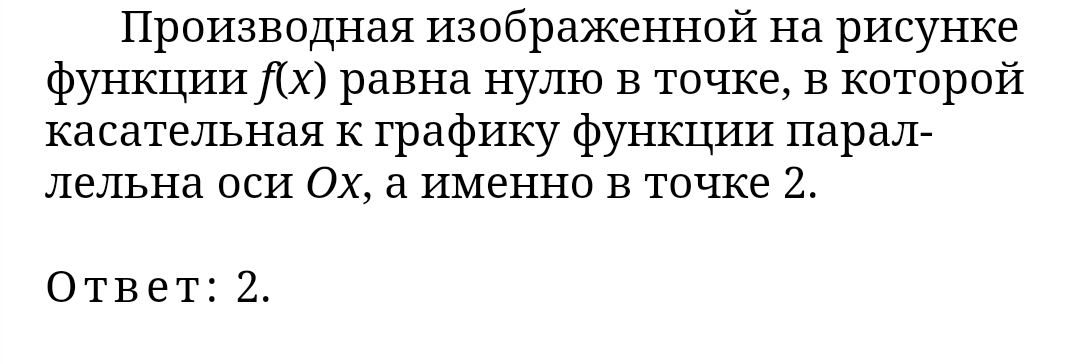 Производная изображенной на рисунке
функции f(x) равна нулю в точке, в которой
касательная к графику функции парал-
лельна оси Ox, а именно в точке 2.
Ответ: 2.